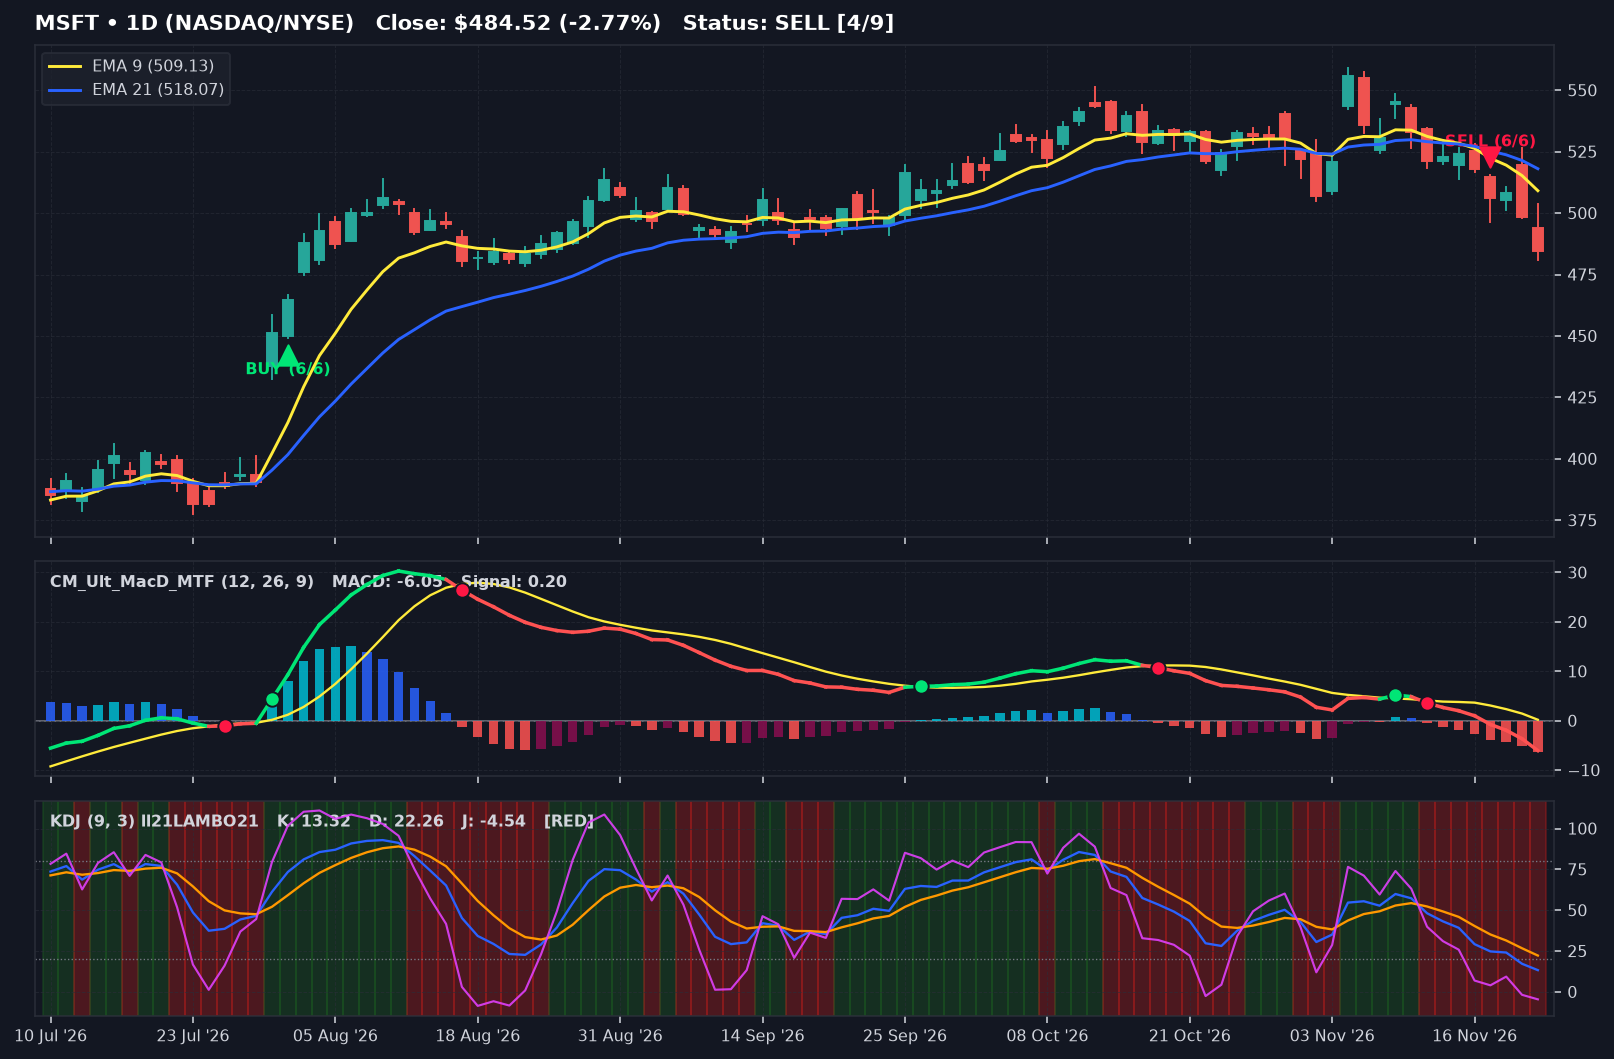 MSFT • 1D (NASDAQ/NYSE)   Close: $484.52 (-2.77%)   Status: SELL [4/9]
EMA 9 (509.13)
EMA 21 (518.07)
550
525
500
475
450
425
400
375
SELL (6/6)
BUY (6/6)
CM_Ult_MacD_MTF (12, 26, 9)   MACD: -6.05   Signal: 0.20
30
20
10
0
−10
KDJ (9, 3) II21LAMBO21   K: 13.32   D: 22.26   J: -4.54   [RED]
100
75
50
25
0
10 Jul '26
23 Jul '26
05 Aug '26
18 Aug '26
31 Aug '26
14 Sep '26
25 Sep '26
08 Oct '26
21 Oct '26
03 Nov '26
16 Nov '26